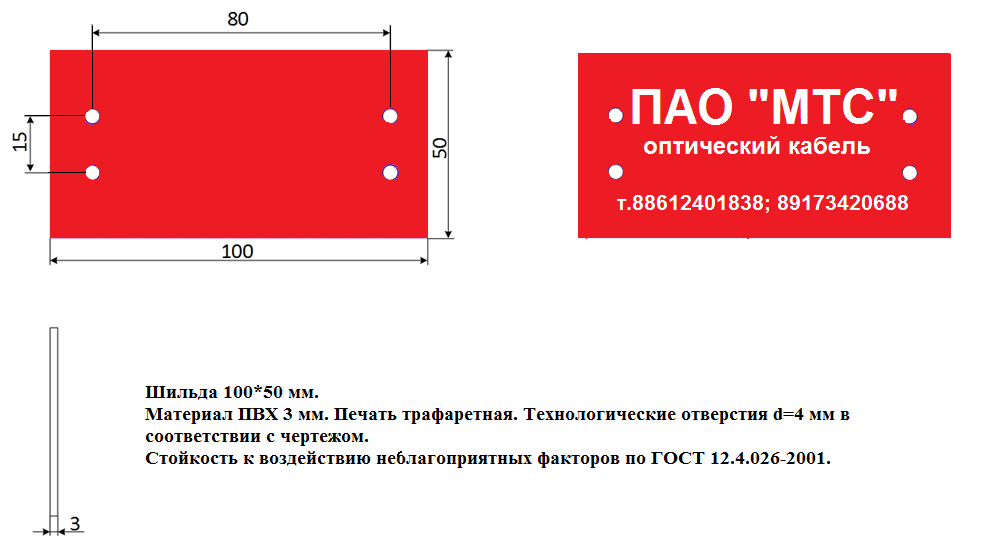 80
15
50
100
ПАО "МТС"
оптический кабель
т.88612401838; 89173420688
Шильда 100*50 мм.
Материал ПВХ 3 мм. Печать трафаретная. Технологические отверстия d=4 мм в
соответствии с чертежом.
Стойкость к воздействию неблагоприятных факторов по ГОСТ 12.4.026-2001.
3